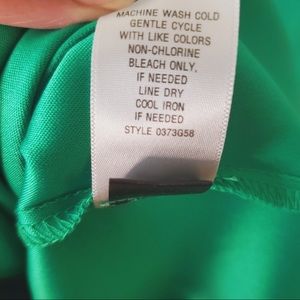 MACHINE WASH COLD
GENTLE CYCLE
WITH LIKE COLORS
NON-CHLORINE
BLEACH ONLY,
IF NEEDED
LINE DRY
COOL IRON
IF NEEDED
STYLE 0373G58